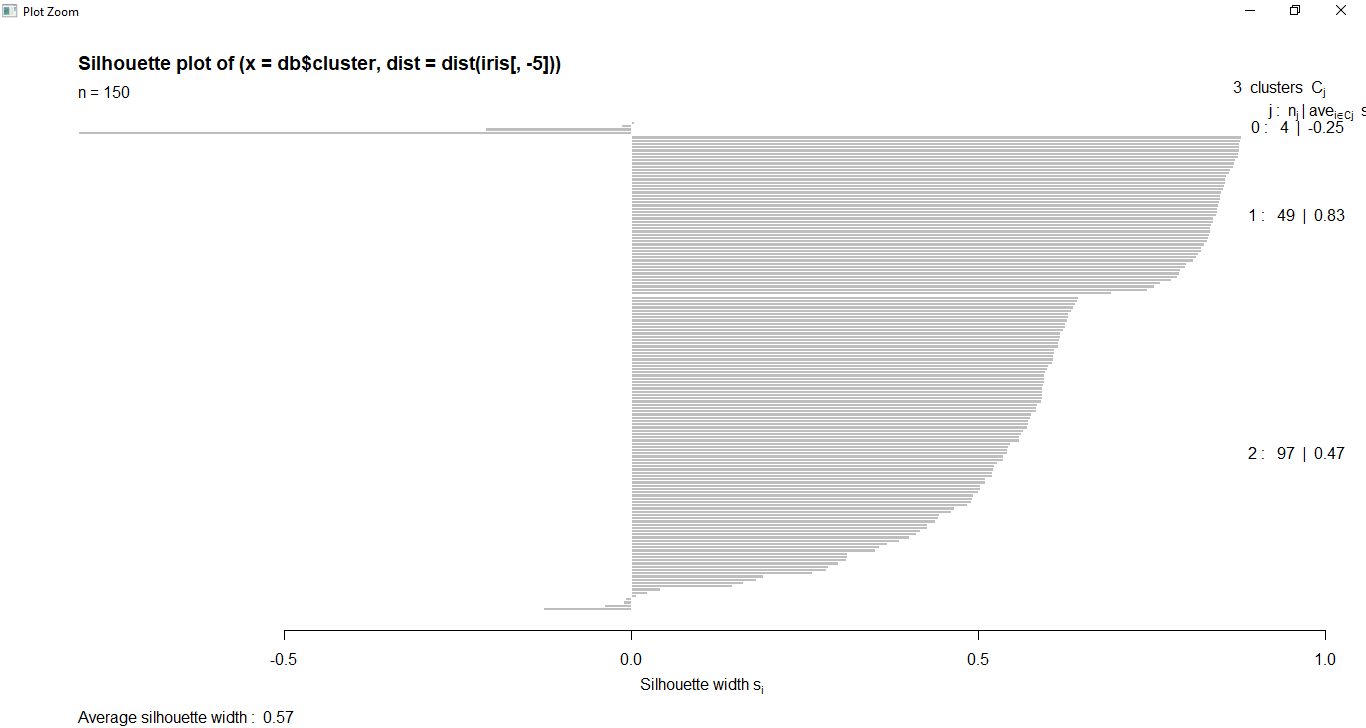 Plot Zoom
Silhouette plot of (x = db$cluster, dist = dist(iris[, -5]))
n = 150
3 clusters Cj
j : nj | avei∈Cj s
0 : 4 | -0.25
1 : 49 | 0.83
2 : 97 | 0.47
-0.5 0.0 0.5 1.0
Silhouette width si
Average silhouette width : 0.57